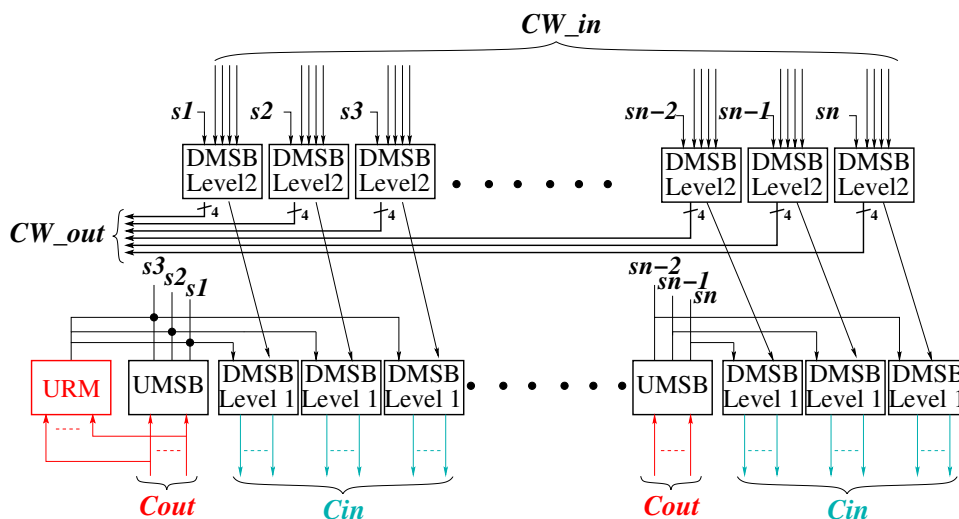 CW_in
s1 s2 s3 sn-2 sn-1 sn
DMSB DMSB DMSB DMSB DMSB DMSB
Level2 Level2 Level2 Level2 Level2 Level2
4 4 4 4 4 4
CW_out
s3 sn-2
s2 sn-1
s1 sn
URM UMSB DMSB DMSB DMSB UMSB DMSB DMSB DMSB
Level 1 Level 1 Level 1 Level 1 Level 1 Level 1
Cout Cin Cout Cin